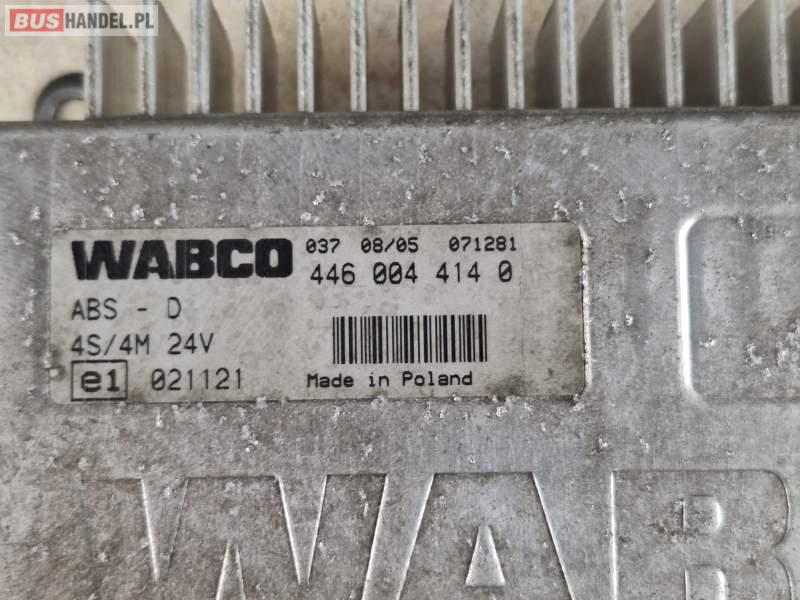 BUSHANDEL.PL
WABCO 037 08/05 071281
446 004 414 0
ABS - D
4S/4M 24V
e1 021121
Made in Poland
WAB